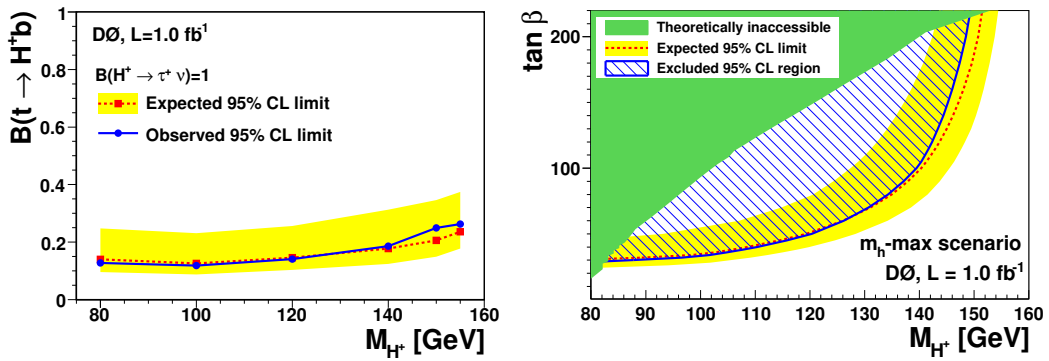 B(t → H⁺b)
1
0.8
0.6
0.4
0.2
0
DØ, L=1.0 fb⁻¹
B(H⁺ → τ⁺ ν)=1
Expected 95% CL limit
Observed 95% CL limit
80 100 120 140 160
M_H⁺ [GeV]
tan β
200
100
Theoretically inaccessible
Expected 95% CL limit
Excluded 95% CL region
m_h-max scenario
DØ, L = 1.0 fb⁻¹
80 90 100 110 120 130 140 150 160
M_H⁺ [GeV]